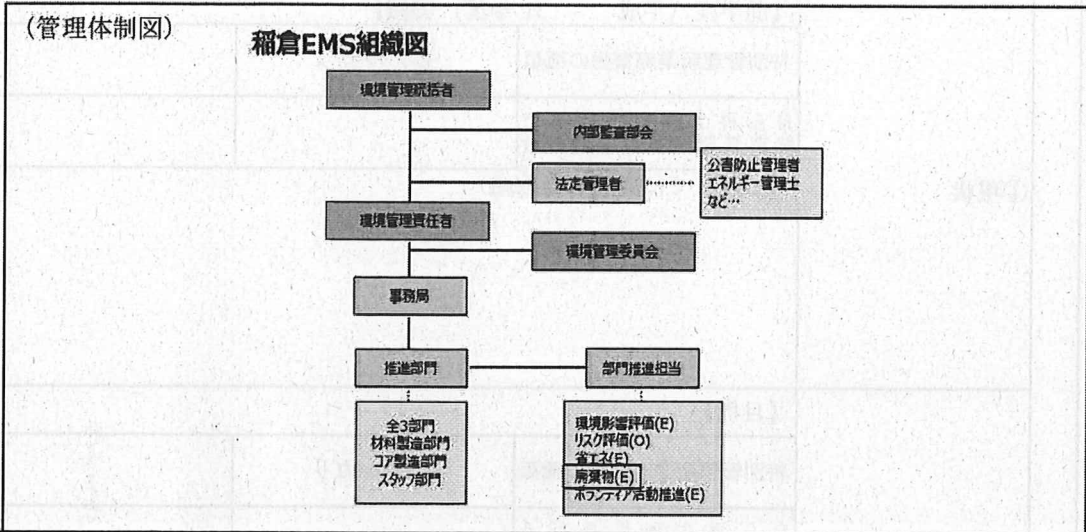 (管理体制図)
稲倉EMS組織図
環境管理統括者
内部監査部会
法定管理者
公害防止管理者
エネルギー管理士
など…
環境管理責任者
環境管理委員会
事務局
推進部門
部門推進担当
全3部門
材料製造部門
コア製造部門
スタッフ部門
環境影響評価(E)
リスク評価(O)
省エネ(E)
廃棄物(E)
ボランティア活動推進(E)